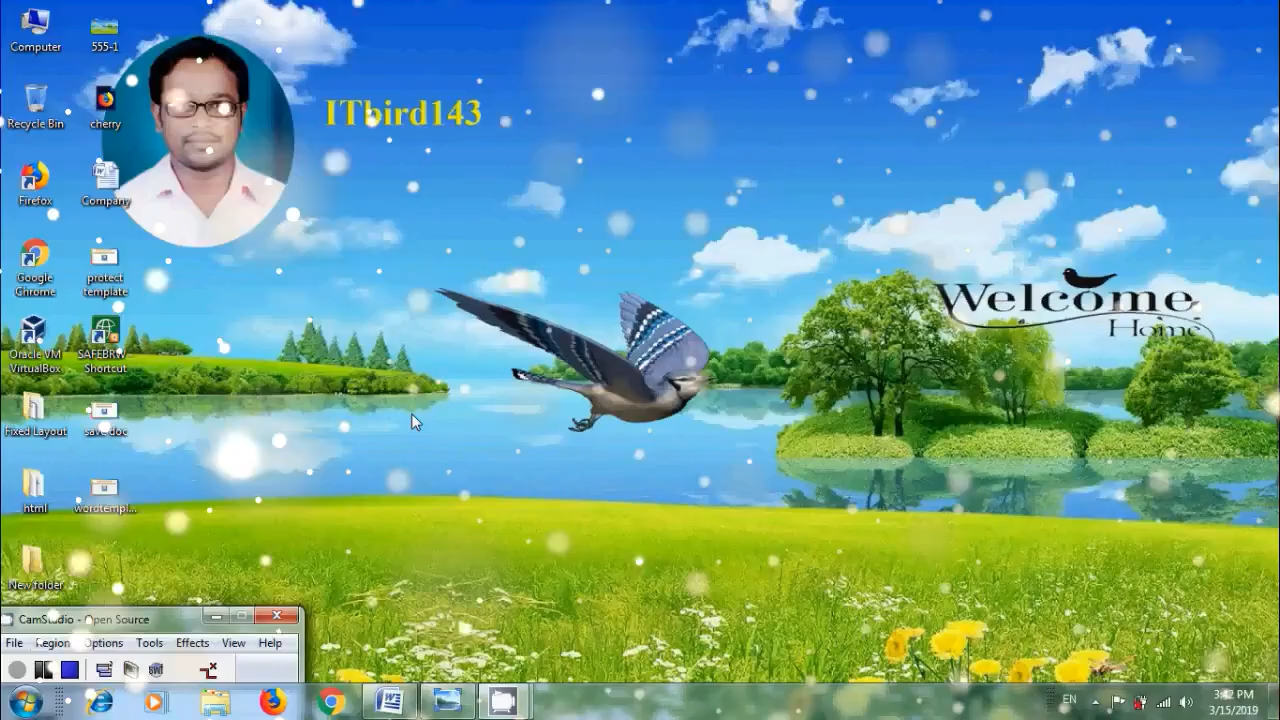 Computer
555-1
ITbird143
Recycle Bin
cherry
Firefox
Company
Google
Chrome
protect
template
Welcome
Home
Oracle VM
VirtualBox
SAFEBRW
Shortcut
Fixed Layout
save doc
html
wordtempl...
New folder
CamStudio - Open Source
File Region Options Tools Effects View Help
EN
3:42 PM
3/15/2019